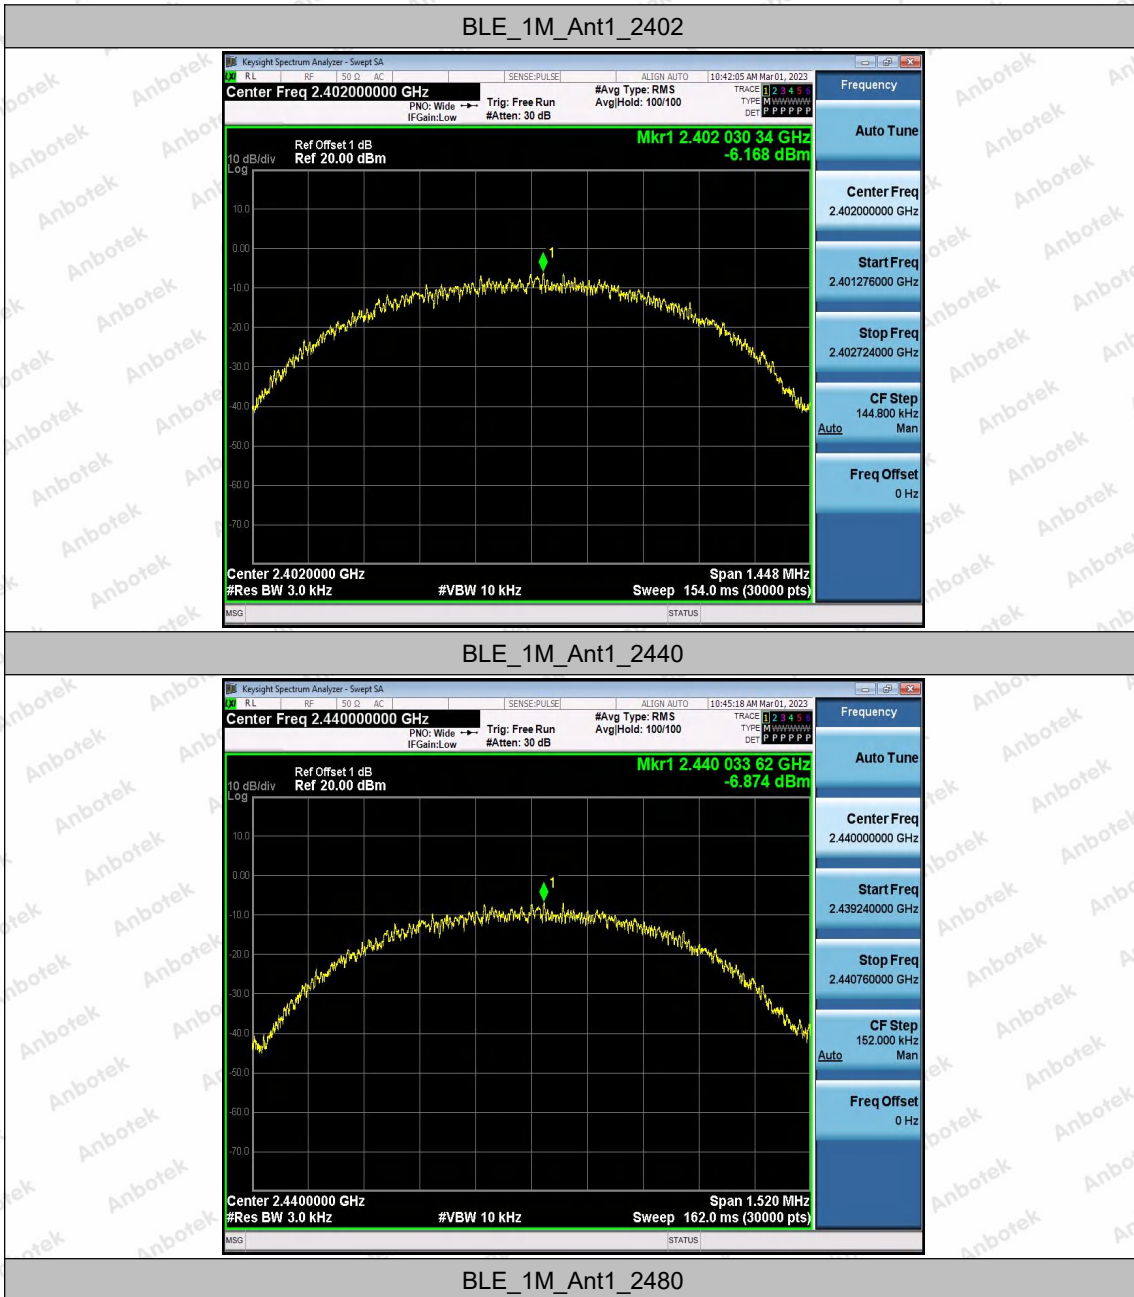 BLE_1M_Ant1_2402
Keysight Spectrum Analyzer - Swept SA
RL RF 50 Ω AC SENSE:PULSE ALIGN AUTO 10:42:05 AM Mar 01, 2023
Center Freq 2.402000000 GHz
PNO: Wide
IFGain:Low
Trig: Free Run
#Atten: 30 dB
#Avg Type: RMS
Avg|Hold: 100/100
TRACE 1 2 3 4 5 6
TYPE M W W W W W
DET P P P P P P
Frequency
Auto Tune
Ref Offset 1 dB
Ref 20.00 dBm
Mkr1 2.402 030 34 GHz
-6.168 dBm
10 dB/div
Log
10.0
0.00
-10.0
-20.0
-30.0
-40.0
-50.0
-60.0
-70.0
1
Center Freq
2.402000000 GHz
Start Freq
2.401276000 GHz
Stop Freq
2.402724000 GHz
CF Step
144.800 kHz
Auto Man
Freq Offset
0 Hz
Center 2.4020000 GHz Span 1.448 MHz
#Res BW 3.0 kHz #VBW 10 kHz Sweep 154.0 ms (30000 pts)
MSG STATUS
BLE_1M_Ant1_2440
Keysight Spectrum Analyzer - Swept SA
RL RF 50 Ω AC SENSE:PULSE ALIGN AUTO 10:45:18 AM Mar 01, 2023
Center Freq 2.440000000 GHz
PNO: Wide
IFGain:Low
Trig: Free Run
#Atten: 30 dB
#Avg Type: RMS
Avg|Hold: 100/100
TRACE 1 2 3 4 5 6
TYPE M W W W W W
DET P P P P P P
Frequency
Auto Tune
Ref Offset 1 dB
Ref 20.00 dBm
Mkr1 2.440 033 62 GHz
-6.874 dBm
10 dB/div
Log
10.0
0.00
-10.0
-20.0
-30.0
-40.0
-50.0
-60.0
-70.0
1
Center Freq
2.440000000 GHz
Start Freq
2.439240000 GHz
Stop Freq
2.440760000 GHz
CF Step
152.000 kHz
Auto Man
Freq Offset
0 Hz
Center 2.4400000 GHz Span 1.520 MHz
#Res BW 3.0 kHz #VBW 10 kHz Sweep 162.0 ms (30000 pts)
MSG STATUS
BLE_1M_Ant1_2480